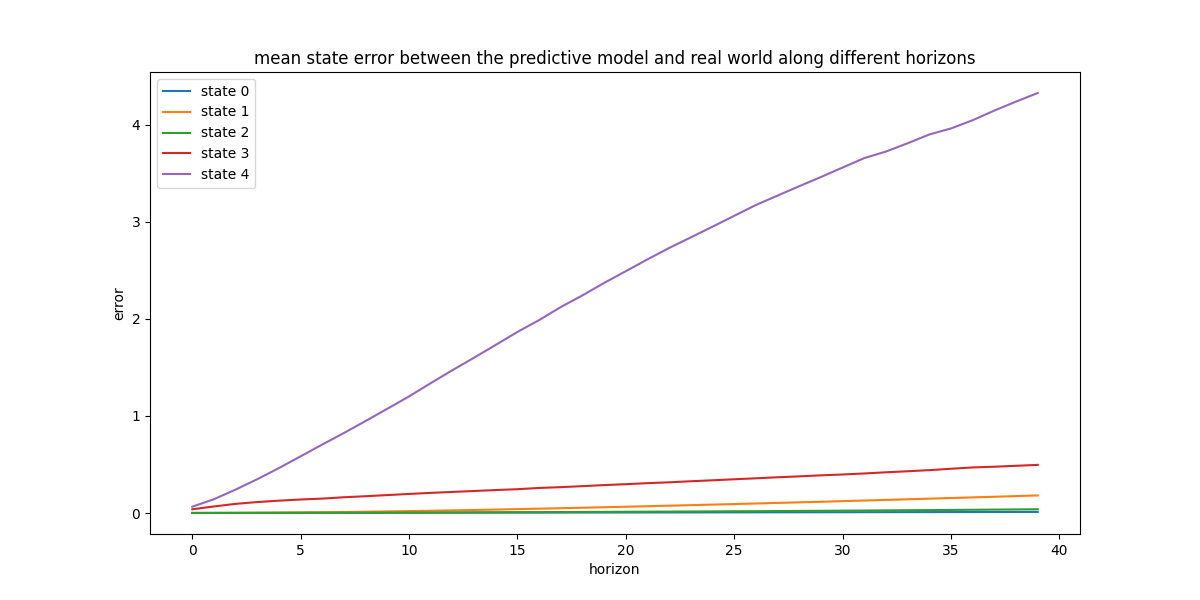 mean state error between the predictive model and real world along different horizons
state 0
state 1
state 2
state 3
state 4
4
3
2
1
0
error
0 5 10 15 20 25 30 35 40
horizon